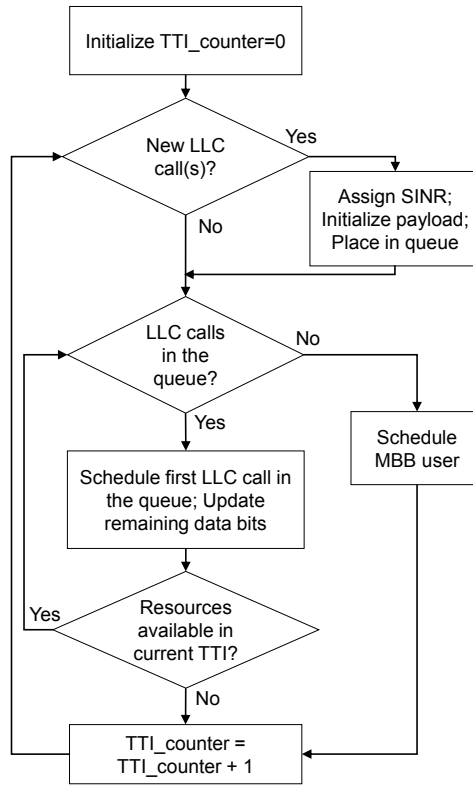 Initialize TTI_counter=0
New LLC
call(s)?
Yes
No
Assign SINR;
Initialize payload;
Place in queue
LLC calls
in the
queue?
No
Yes
Schedule
MBB user
Schedule first LLC call in
the queue; Update
remaining data bits
Yes
Resources
available in
current TTI?
No
TTI_counter =
TTI_counter + 1